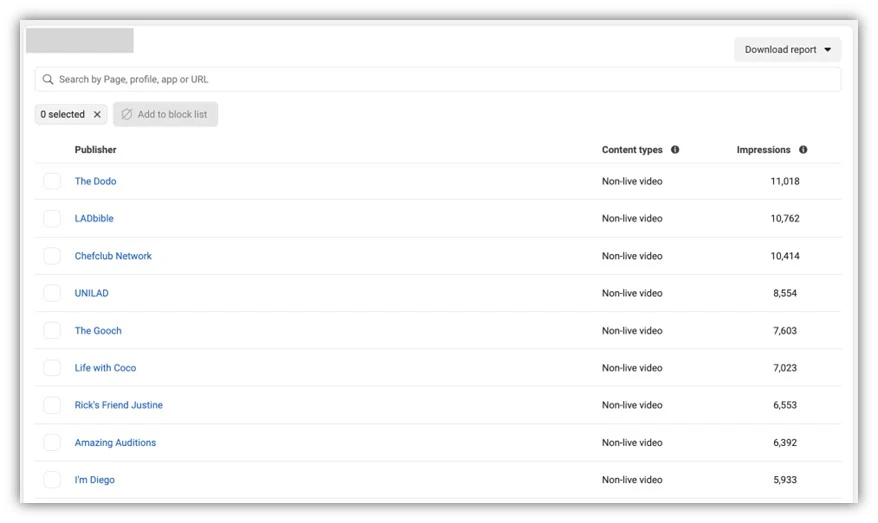 Download report
Search by Page, profile, app or URL
0 selected Add to block list
Publisher Content types Impressions
The Dodo Non-live video 11,018
LADbible Non-live video 10,762
Chefclub Network Non-live video 10,414
UNILAD Non-live video 8,554
The Gooch Non-live video 7,603
Life with Coco Non-live video 7,023
Rick's Friend Justine Non-live video 6,553
Amazing Auditions Non-live video 6,392
I'm Diego Non-live video 5,933